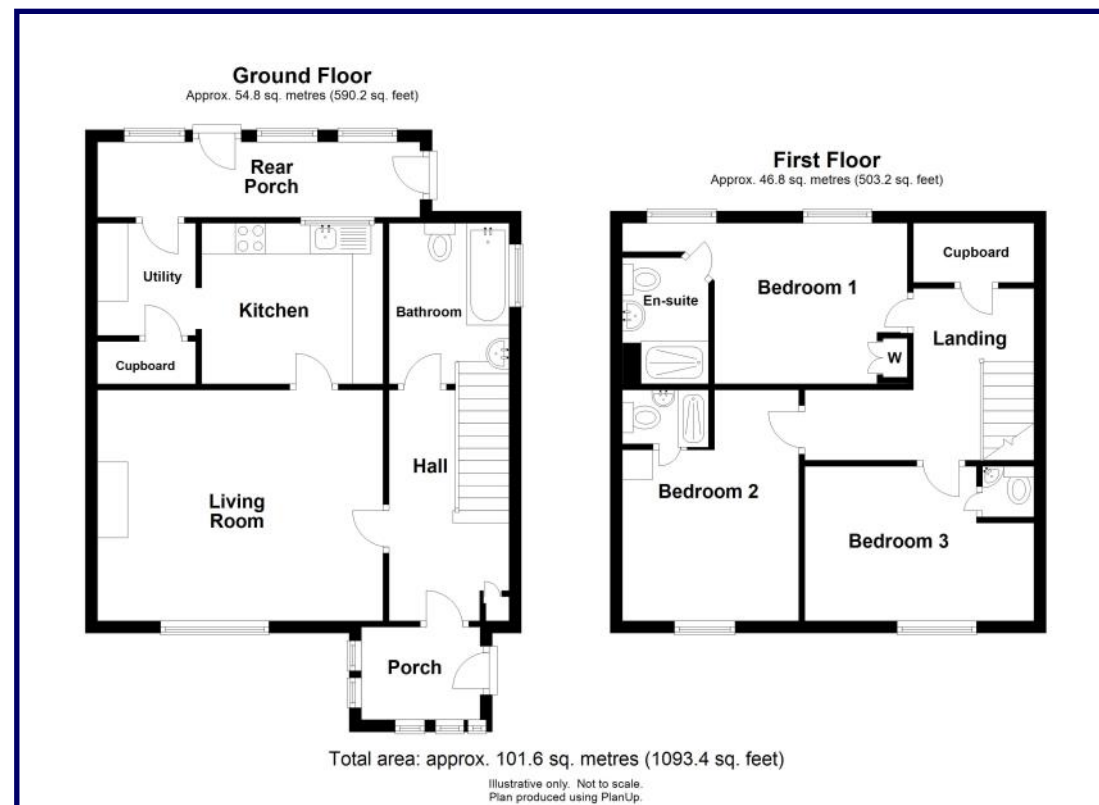 Ground Floor
Approx. 54.8 sq. metres (590.2 sq. feet)
Rear
Porch
Utility
Kitchen
Bathroom
Cupboard
Hall
Living
Room
Porch
First Floor
Approx. 46.8 sq. metres (503.2 sq. feet)
Cupboard
Bedroom 1
En-suite
Landing
W
Bedroom 2
Bedroom 3
Total area: approx. 101.6 sq. metres (1093.4 sq. feet)
Illustrative only. Not to scale.
Plan produced using PlanUp.